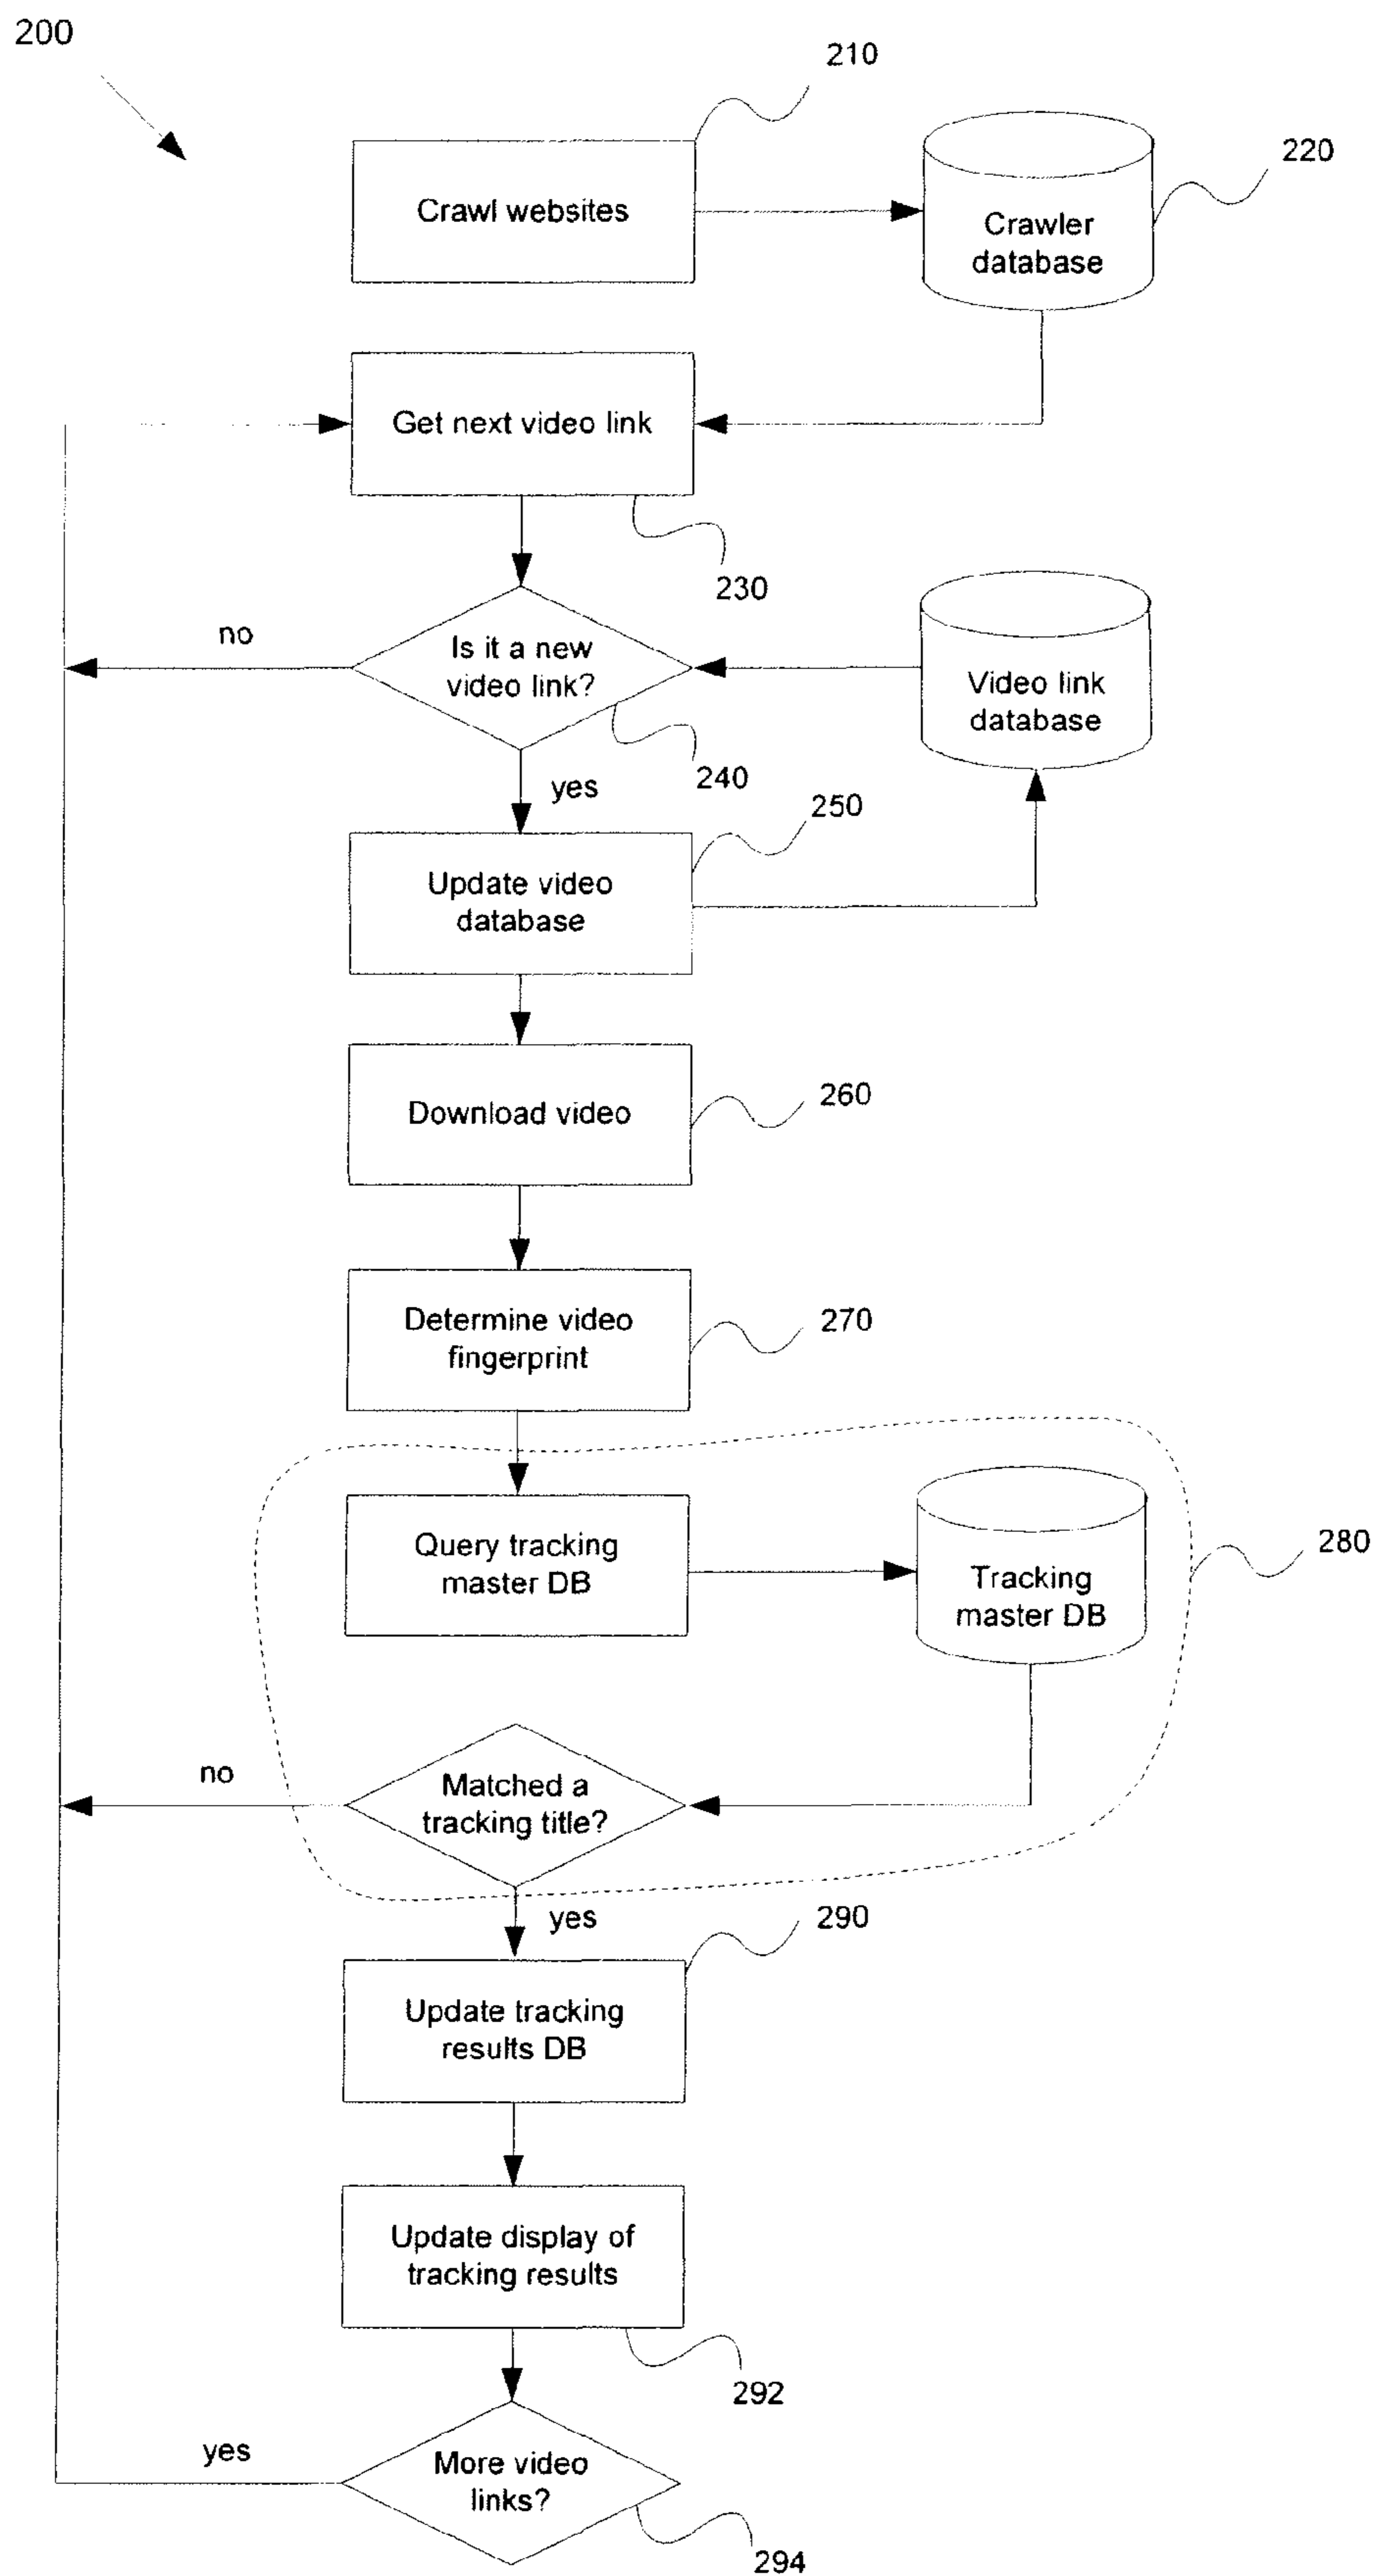 200
210
Crawl websites
220
Crawler
database
Get next video link
230
no
Is it a new
video link?
Video link
database
240
yes
250
Update video
database
Download video
260
Determine video
fingerprint
270
Query tracking
master DB
280
Tracking
master DB
no
Matched a
tracking title?
yes
290
Update tracking
results DB
Update display of
tracking results
292
yes
More video
links?
294